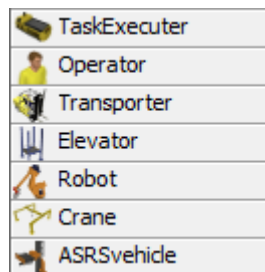 TaskExecuter
Operator
Transporter
Elevator
Robot
Crane
ASRSvehicle